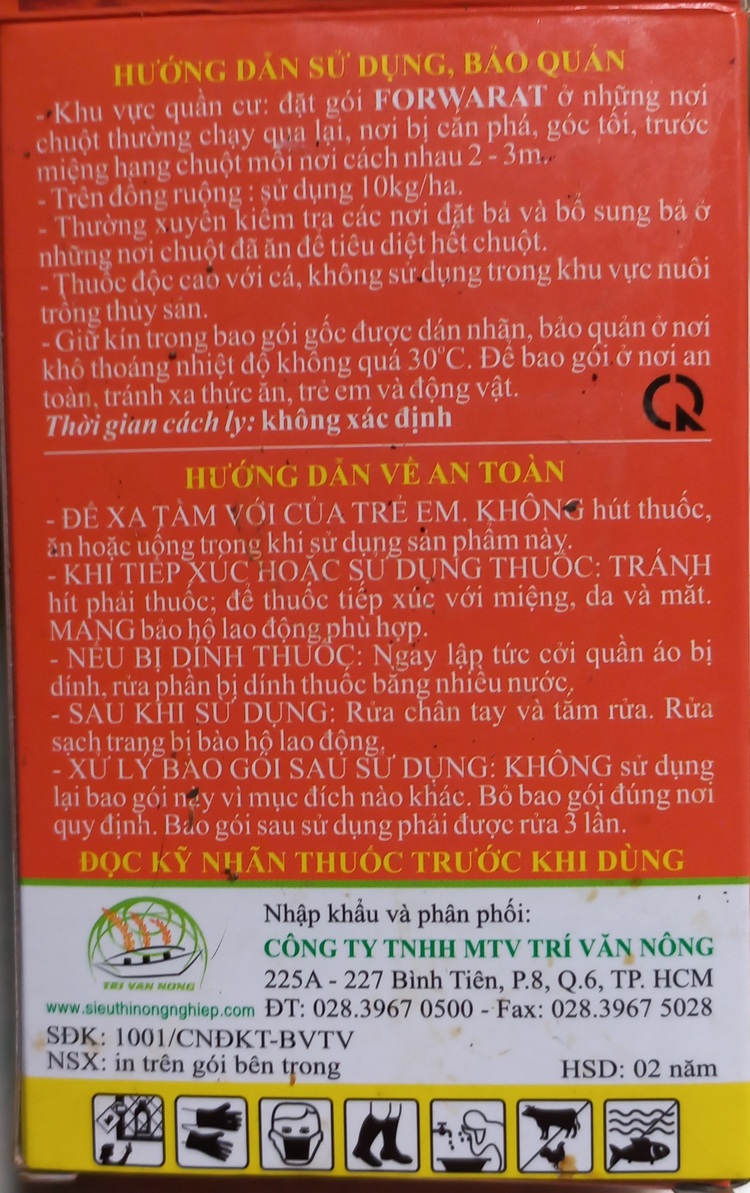 HƯỚNG DẪN SỬ DỤNG, BẢO QUẢN
- Khu vực quần cư: đặt gói FORWARAT ở những nơi
chuột thường chạy qua lại, nơi bị cắn phá, góc tối, trước
miệng hang chuột mỗi nơi cách nhau 2 - 3m.
- Trên đồng ruộng : sử dụng 10kg/ha.
- Thường xuyên kiểm tra các nơi đặt bả và bổ sung bả ở
những nơi chuột đã ăn để tiêu diệt hết chuột.
- Thuốc độc cao với cá, không sử dụng trong khu vực nuôi
trồng thủy sản.
- Giữ kín trong bao gói gốc được dán nhãn, bảo quản ở nơi
khô thoáng nhiệt độ không quá 30°C. Để bao gói ở nơi an
toàn, tránh xa thức ăn, trẻ em và động vật.
Thời gian cách ly: không xác định
HƯỚNG DẪN VỀ AN TOÀN
- ĐỂ XA TẦM VỚI CỦA TRẺ EM. KHÔNG hút thuốc,
ăn hoặc uống trong khi sử dụng sản phẩm này.
- KHI TIẾP XÚC HOẶC SỬ DỤNG THUỐC: TRÁNH
hít phải thuốc; để thuốc tiếp xúc với miệng, da và mắt.
MANG bảo hộ lao động phù hợp.
- NẾU BỊ DÍNH THUỐC: Ngay lập tức cởi quần áo bị
dính, rửa phần bị dính thuốc bằng nhiều nước.
- SAU KHI SỬ DỤNG: Rửa chân tay và tắm rửa. Rửa
sạch trang bị bảo hộ lao động.
- XỬ LÝ BAO GÓI SAU SỬ DỤNG: KHÔNG sử dụng
lại bao gói này vì mục đích nào khác. Bỏ bao gói đúng nơi
quy định. Bao gói sau sử dụng phải được rửa 3 lần.
ĐỌC KỸ NHÃN THUỐC TRƯỚC KHI DÙNG
TRI VAN NONG
www.sieuthinongnghiep.com
Nhập khẩu và phân phối:
CÔNG TY TNHH MTV TRÍ VĂN NÔNG
225A - 227 Bình Tiên, P.8, Q.6, TP. HCM
ĐT: 028.3967 0500 - Fax: 028.3967 5028
SĐK: 1001/CNĐKT-BVTV
NSX: in trên gói bên trong
HSD: 02 năm